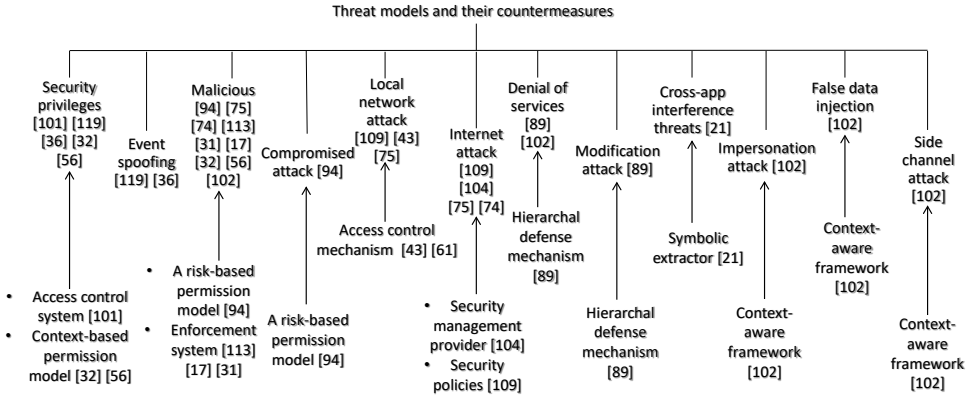 Threat models and their countermeasures
Security
privileges
[101] [119]
[36] [32]
[56]
Event
spoofing
[119] [36]
Malicious
[94] [75]
[74] [113]
[31] [17]
[32] [56]
[102]
Compromised
attack [94]
Local
network
attack
[109] [43]
[75]
Internet
attack
[109]
[104]
[75] [74]
Denial of
services
[89]
[102]
Modification
attack [89]
Cross-app
interference
threats [21]
Impersonation
attack [102]
False data
injection
[102]
Side
channel
attack
[102]
• Access control
system [101]
• Context-based
permission
model [32] [56]
• A risk-based
permission
model [94]
• Enforcement
system [113]
[17] [31]
A risk-based
permission
model [94]
Access control
mechanism [43] [61]
• Security
management
provider [104]
• Security
policies [109]
Hierarchal
defense
mechanism
[89]
Hierarchal
defense
mechanism
[89]
Symbolic
extractor [21]
Context-
aware
framework
[102]
Context-
aware
framework
[102]
Context-
aware
framework
[102]